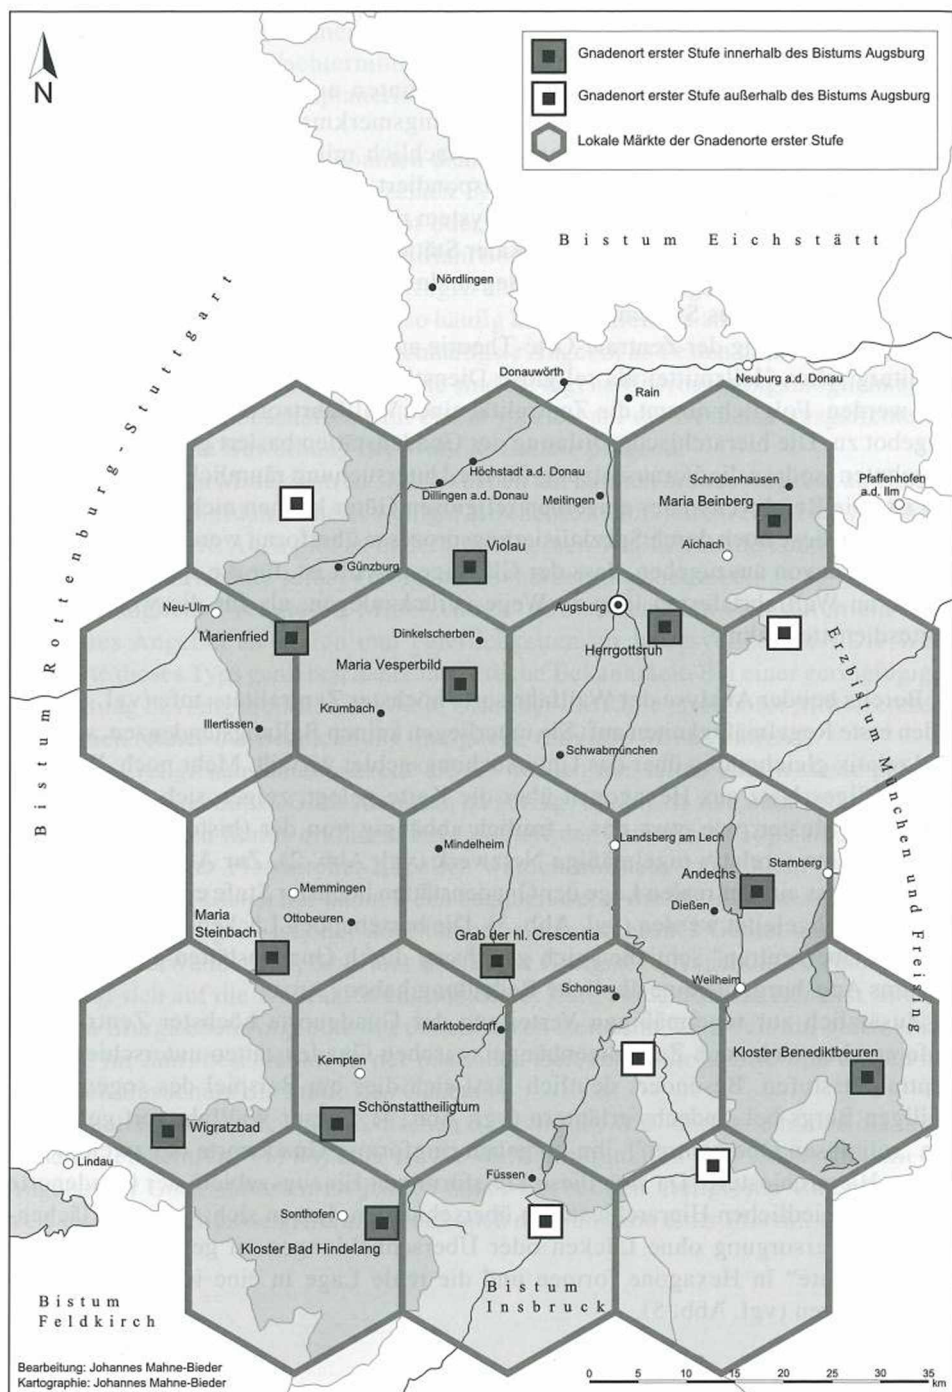 N
Gnadenort erster Stufe innerhalb des Bistums Augsburg
Gnadenort erster Stufe außerhalb des Bistums Augsburg
Lokale Märkte der Gnadenorte erster Stufe
Bistum Eichstätt
Nördlingen
Bistum Rottenburg-Stuttgart
Donauwörth
Neuburg a.d. Donau
Rain
Höchstadt a.d. Donau
Dillingen a.d. Donau
Meitingen
Schrobenhausen
Maria Beinberg
Pfaffenhofen
a.d. Ilm
Violau
Aichach
Günzburg
Neu-Ulm
Augsburg
Marienfried
Dinkelscherben
Herrgottsruh
Maria Vesperbild
Erzbistum München und Freising
Krumbach
Illertissen
Schwabmünchen
Mindelheim
Landsberg am Lech
Starnberg
Andechs
Memmingen
Dießen
Maria
Steinbach
Ottobeuren
Grab der hl. Crescentia
Schongau
Weilheim
Marktoberdorf
Kloster Benediktbeuren
Kempten
Schönstattheiligtum
Wigratzbad
Lindau
Füssen
Sonthofen
Kloster Bad Hindelang
Bistum
Feldkirch
Bistum
Insbruck
Bearbeitung: Johannes Mahne-Bieder
Kartographie: Johannes Mahne-Bieder
0 5 10 15 20 25 30 35
km